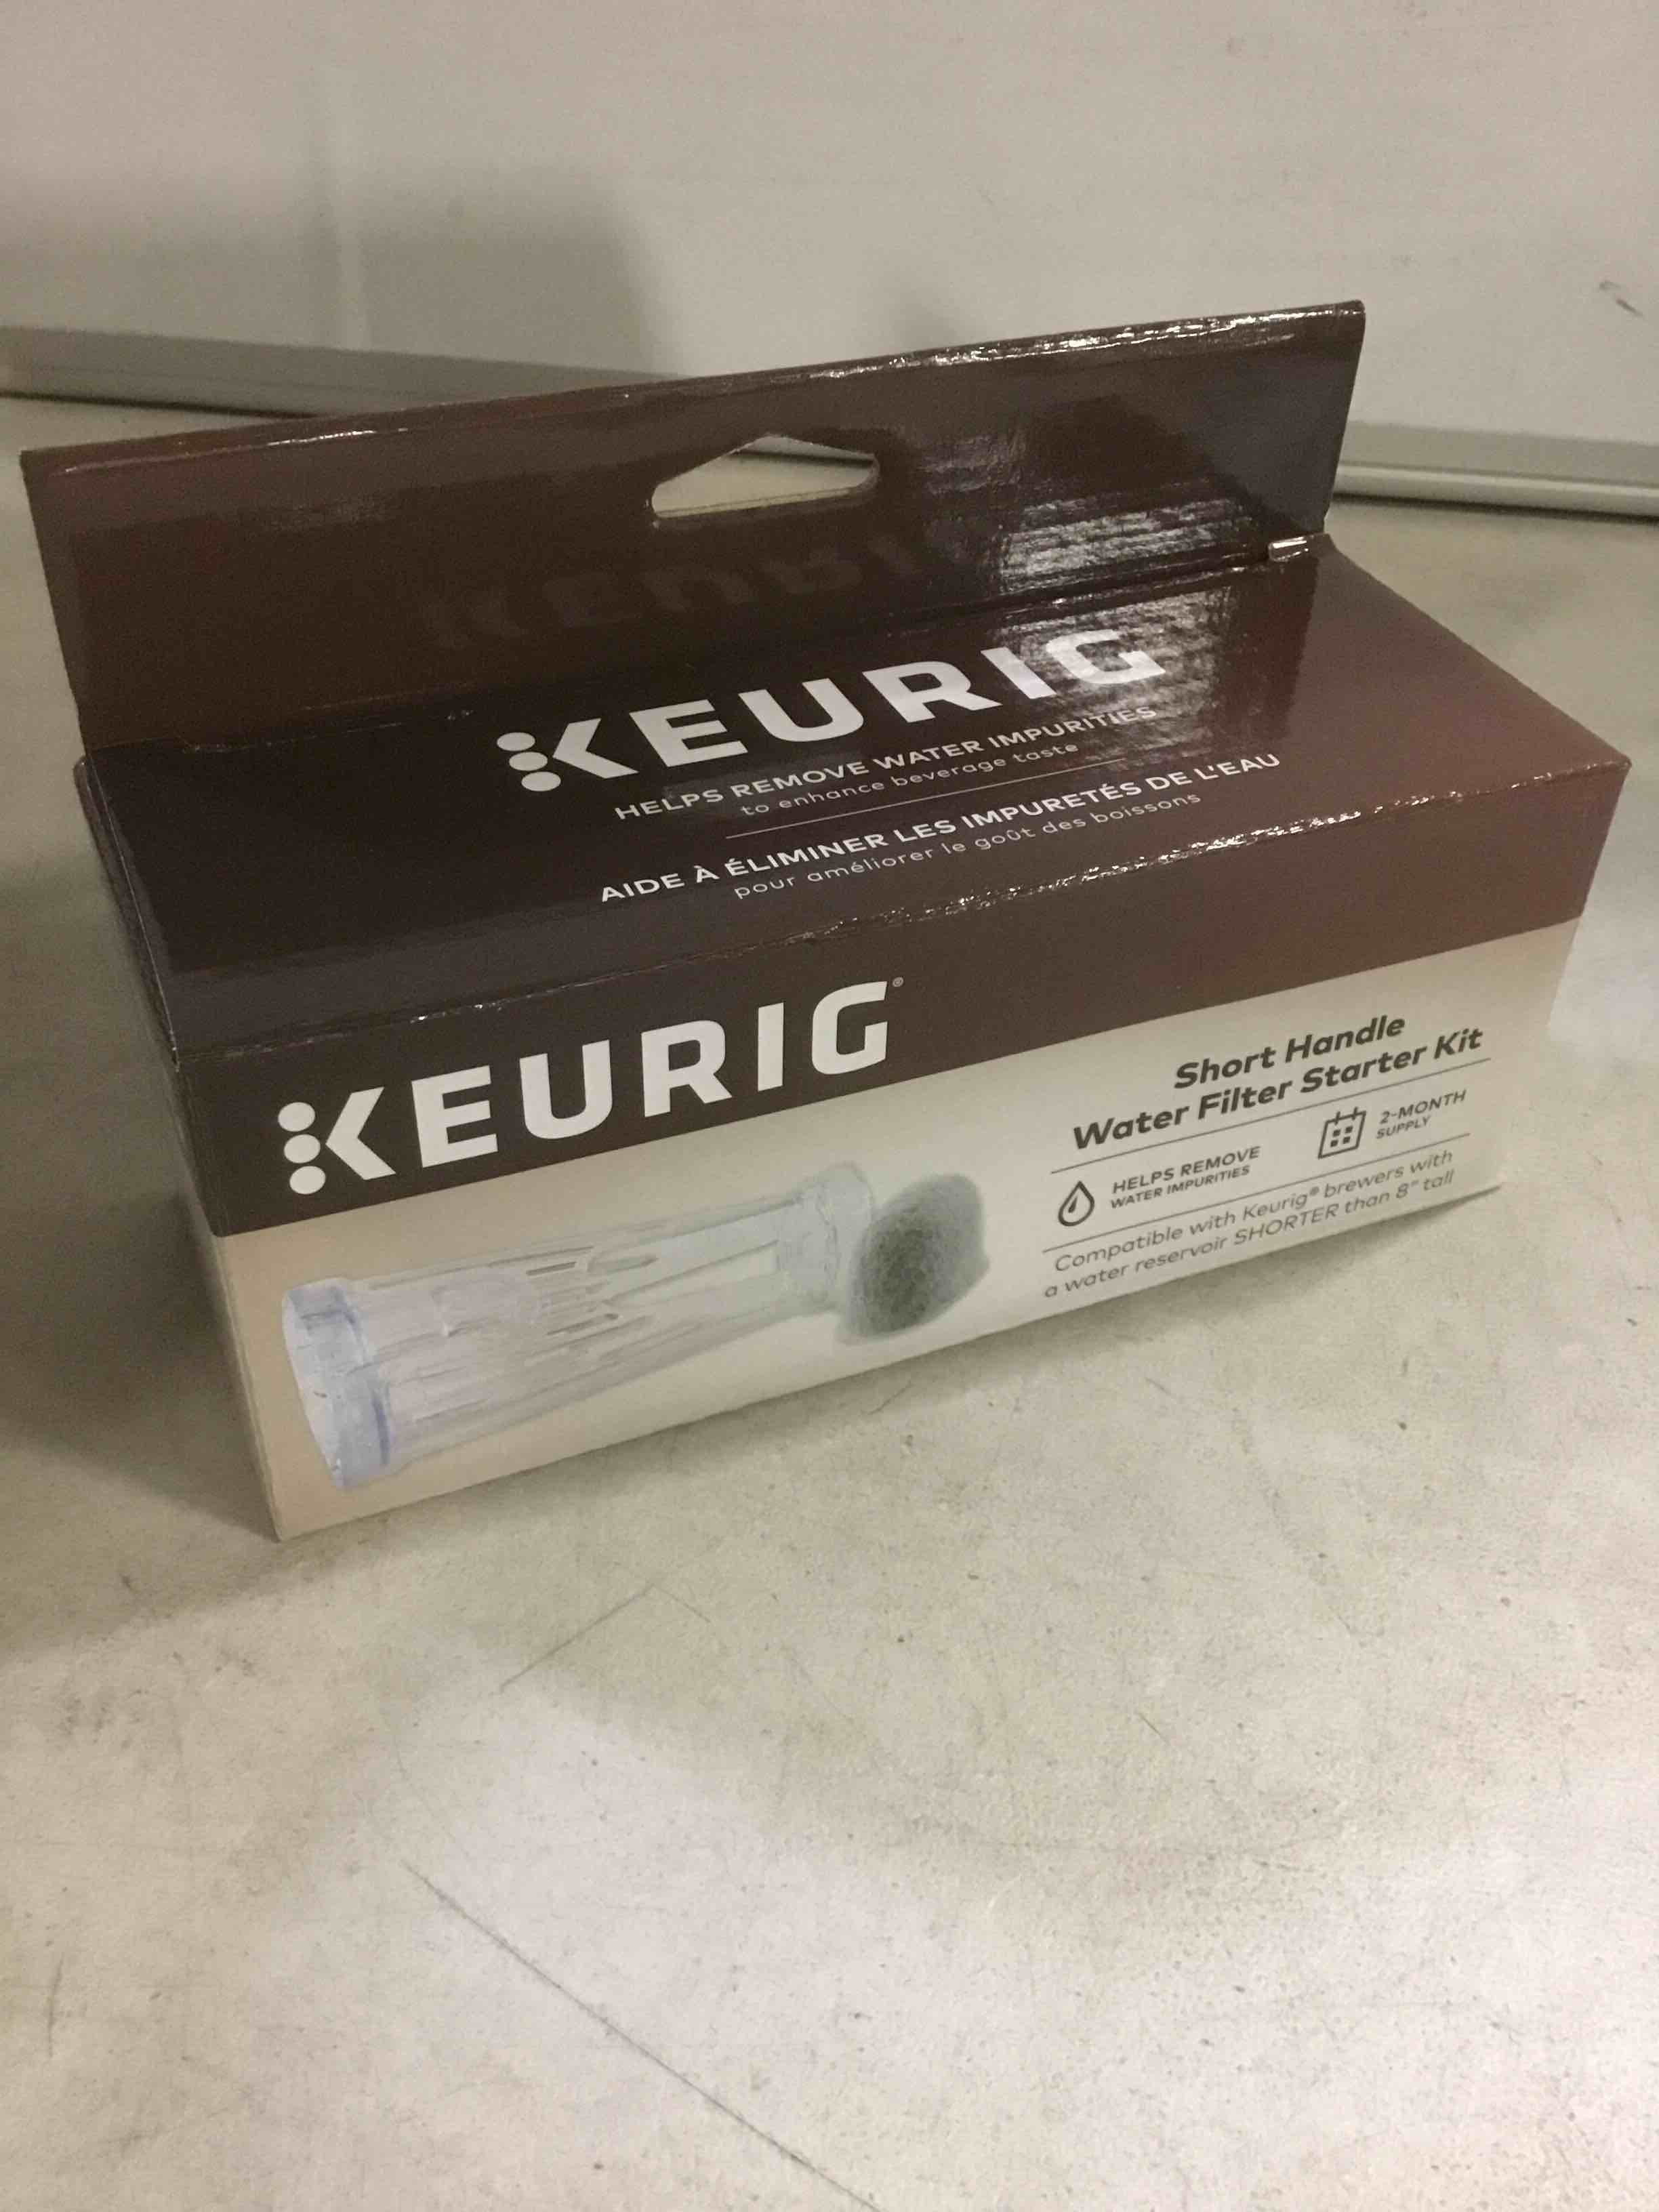 KEURIG
HELPS REMOVE WATER IMPURITIES
to enhance beverage taste
AIDE À ÉLIMINER LES IMPURETÉS DE L'EAU
pour améliorer le goût des boissons
KEURIG®
Short Handle
Water Filter Starter Kit
HELPS REMOVE
WATER IMPURITIES
2-MONTH
SUPPLY
Compatible with Keurig® brewers with
a water reservoir SHORTER than 8" tall